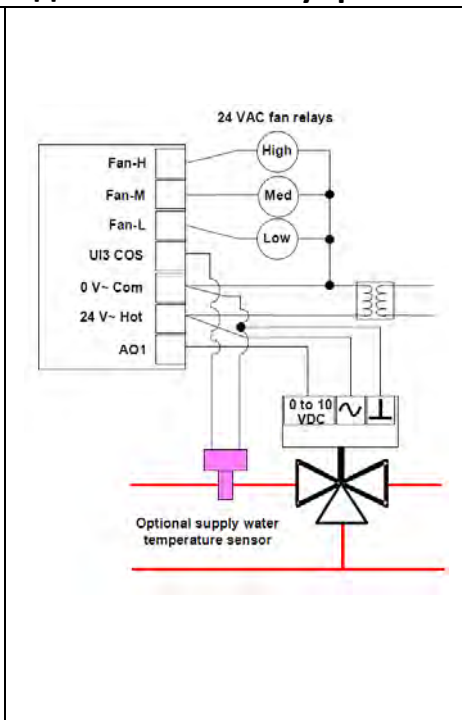 24 VAC fan relays
High
Fan-H
Fan-M
Med
Fan-L
Low
UI3 COS
0 V~ Com
24 V~ Hot
AO1
0 to 10
VDC
Optional supply water
temperature sensor